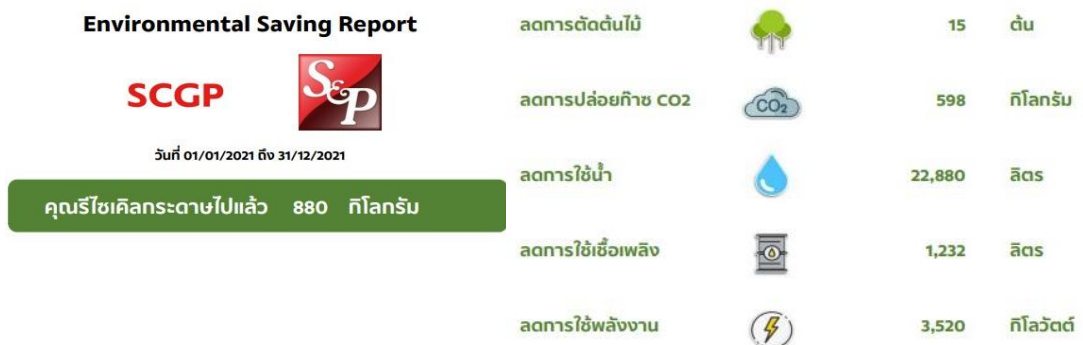 Environmental Saving Report
SCGP
S&P
วันที่ 01/01/2021 ถึง 31/12/2021
คุณรีไซเคิลกระดาษไปแล้ว 880 กิโลกรัม
ลดการตัดต้นไม้ 15 ต้น
ลดการปล่อยก๊าซ CO2 CO2 598 กิโลกรัม
ลดการใช้น้ำ 22,880 ลิตร
ลดการใช้เชื้อเพลิง 1,232 ลิตร
ลดการใช้พลังงาน 3,520 กิโลวัตต์